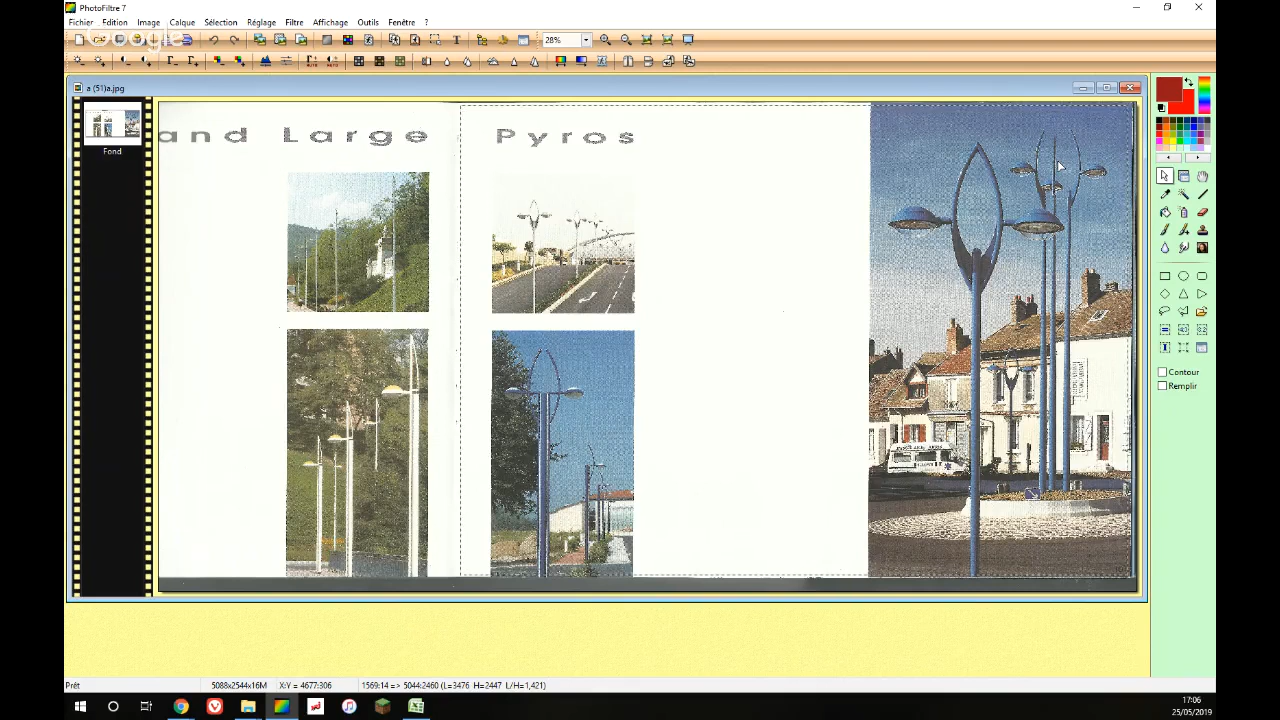 PhotoFiltre 7
Fichier Edition Image Calque Sélection Réglage Filtre Affichage Outils Fenêtre ?
Google
28%
a (51)a.jpg
and Large
Pyros
Fond
Contour
Remplir
Prêt
5088x2544x16M
X:Y = 4677:306
1569:14 => 5044:2460 (L=3476 H=2447 L/H=1,421)
17:06
25/05/2019